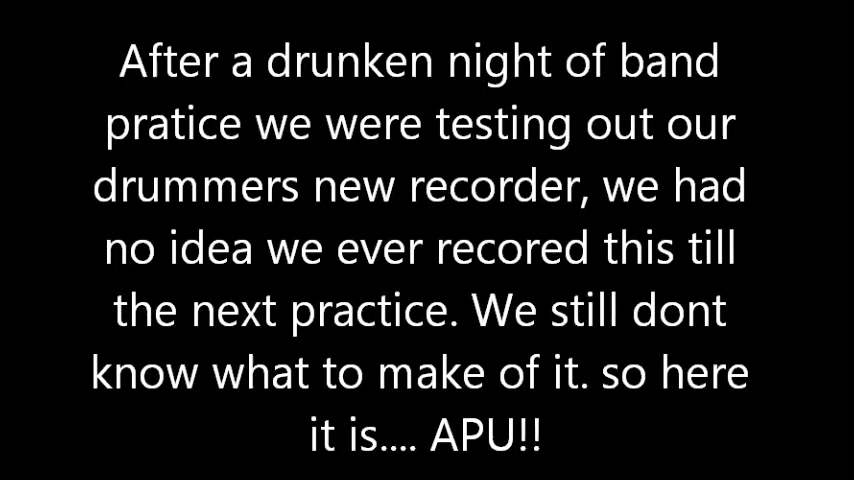 After a drunken night of band
pratice we were testing out our
drummers new recorder, we had
no idea we ever recored this till
the next practice. We still dont
know what to make of it. so here
it is.... APU!!